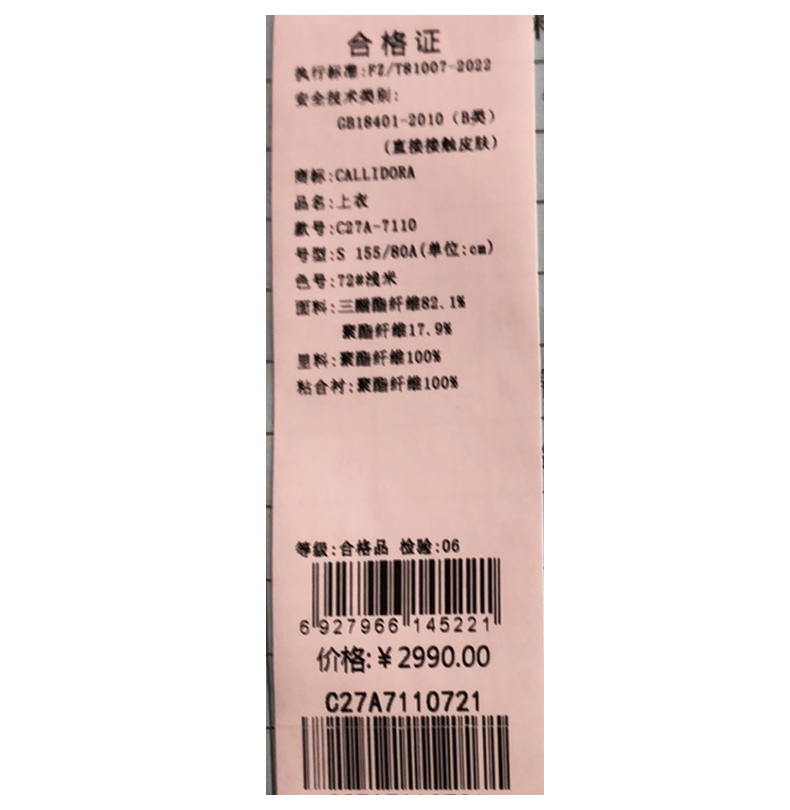 合格证
执行标准:FZ/T81007-2022
安全技术类别:
GB18401-2010（B类）
(直接接触皮肤)
商标:CALLIDORA
品名:上衣
款号:C27A-7110
号型:S 155/80A(单位:cm)
色号:72#浅米
面料:三醋酯纤维82.1%
聚酯纤维17.9%
里料:聚酯纤维100%
粘合衬:聚酯纤维100%
等级:合格品 检验:06
6 927966 145221
价格:￥2990.00
C27A7110721